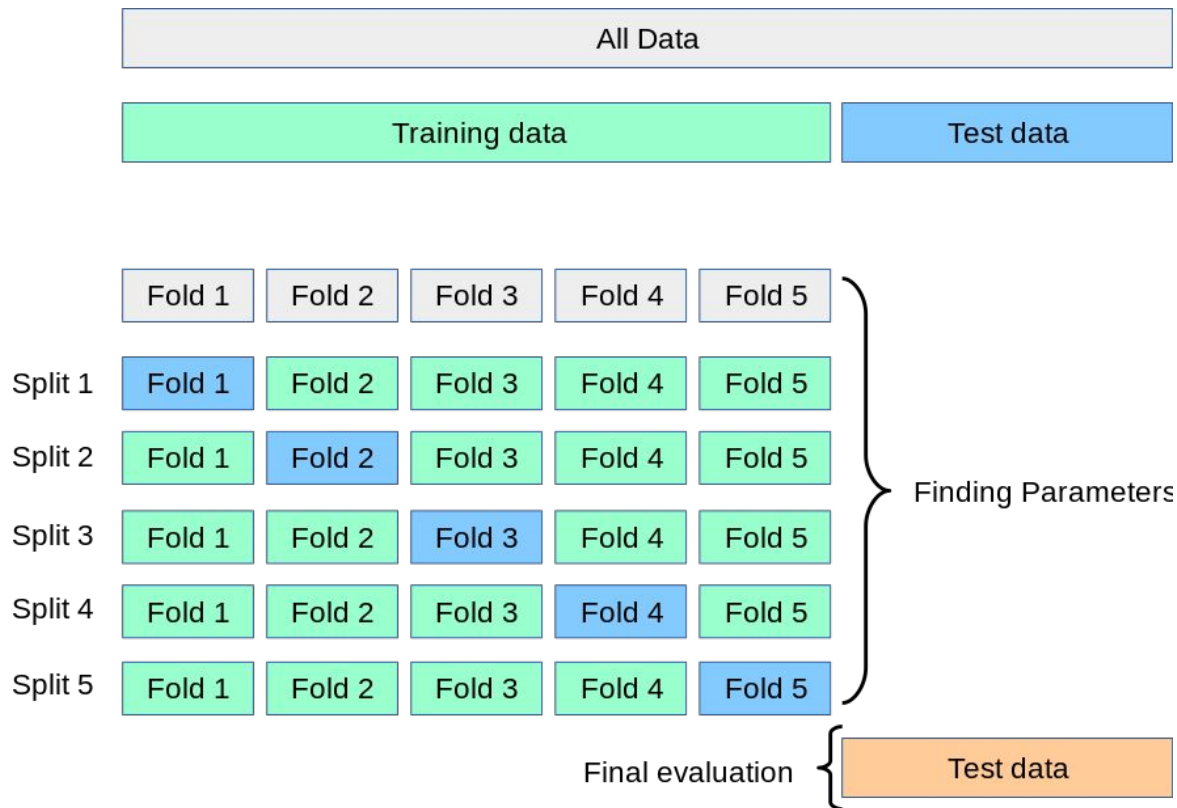 All Data
Training data Test data
Fold 1 Fold 2 Fold 3 Fold 4 Fold 5
Split 1 Fold 1 Fold 2 Fold 3 Fold 4 Fold 5
Split 2 Fold 1 Fold 2 Fold 3 Fold 4 Fold 5
Finding Parameters
Split 3 Fold 1 Fold 2 Fold 3 Fold 4 Fold 5
Split 4 Fold 1 Fold 2 Fold 3 Fold 4 Fold 5
Split 5 Fold 1 Fold 2 Fold 3 Fold 4 Fold 5
Final evaluation Test data